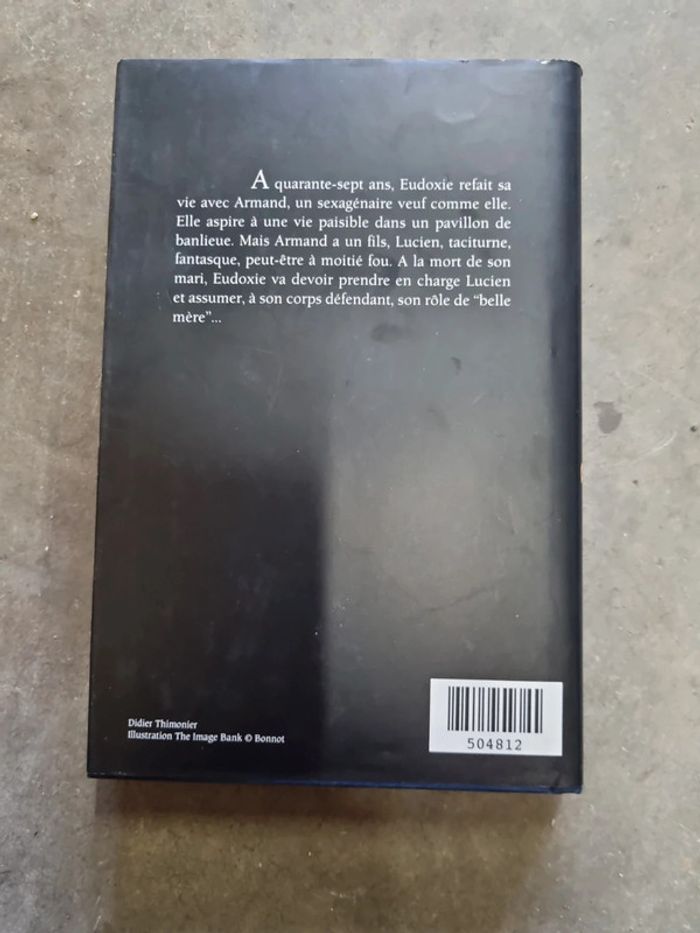 A quarante-sept ans, Eudoxie refait sa
vie avec Armand, un sexagénaire veuf comme elle.
Elle aspire à une vie paisible dans un pavillon de
banlieue. Mais Armand a un fils, Lucien, taciturne,
fantasque, peut-être à moitié fou. A la mort de son
mari, Eudoxie va devoir prendre en charge Lucien
et assumer, à son corps défendant, son rôle de "belle
mère"...
Didier Thimonier
Illustration The Image Bank © Bonnot
504812